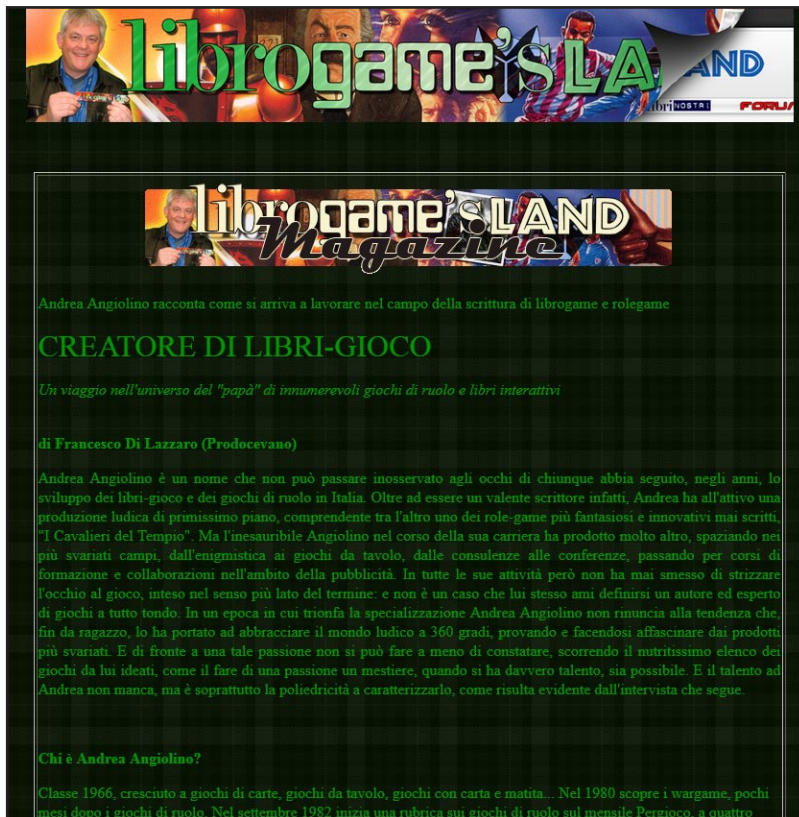 librogame'sLAND
AND
libriNOSTRI
librogame'sLAND
Magazine
Andrea Angiolino racconta come si arriva a lavorare nel campo della scrittura di librogame e rolegame
CREATORE DI LIBRI-GIOCO
Un viaggio nell'universo del "papà" di innumerevoli giochi di ruolo e libri interattivi
di Francesco Di Lazzaro (Prodocevano)
Andrea Angiolino è un nome che non può passare inosservato agli occhi di chiunque abbia seguito, negli anni, lo
sviluppo dei libri-gioco e dei giochi di ruolo in Italia. Oltre ad essere un valente scrittore infatti, Andrea ha all'attivo una
produzione ludica di primissimo piano, comprendente tra l'altro uno dei role-game più fantasiosi e innovativi mai scritti,
"I Cavalieri del Tempio". Ma l'inesauribile Angiolino nel corso della sua carriera ha prodotto molto altro, spaziando nei
più svariati campi, dall'enigmistica ai giochi da tavolo, dalle consulenze alle conferenze, passando per corsi di
formazione e collaborazioni nell'ambito della pubblicità. In tutte le sue attività però non ha mai smesso di strizzare
l'occhio al gioco, inteso nel senso più lato del termine: e non è un caso che lui stesso ami definirsi un autore ed esperto
di giochi a tutto tondo. In un epoca in cui trionfa la specializzazione Andrea Angiolino non rinuncia alla tendenza che,
fin da ragazzo, lo ha portato ad abbracciare il mondo ludico a 360 gradi, provando e facendosi affascinare dai prodotti
più svariati. E di fronte a una tale passione non si può fare a meno di constatare, scorrendo il nutritissimo elenco dei
giochi da lui ideati, come il fare di una passione un mestiere, quando si ha davvero talento, sia possibile. E il talento ad
Andrea non manca, ma è soprattutto la poliedricità a caratterizzarlo, come risulta evidente dall'intervista che segue.
Chi è Andrea Angiolino?
Classe 1966, cresciuto a giochi di carte, giochi da tavolo, giochi con carta e matita... Nel 1980 scopre i wargame, pochi
mesi dopo i giochi di ruolo. Nel settembre 1982 inizia una rubrica sui giochi di ruolo sul mensile Pergioco, a quattro